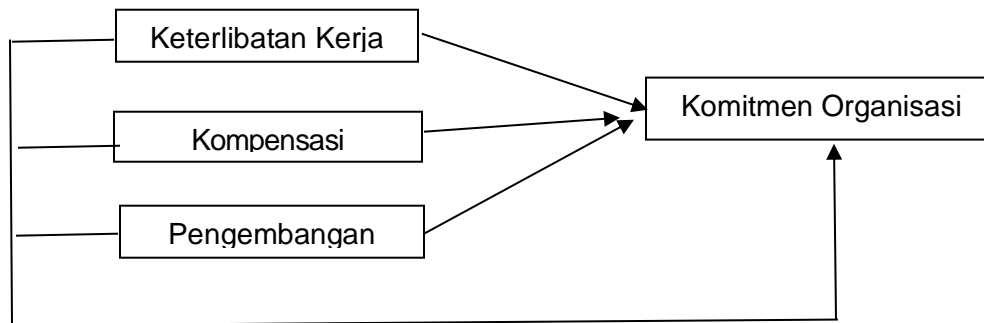 Keterlibatan Kerja
Komitmen Organisasi
Kompensasi
Pengembangan